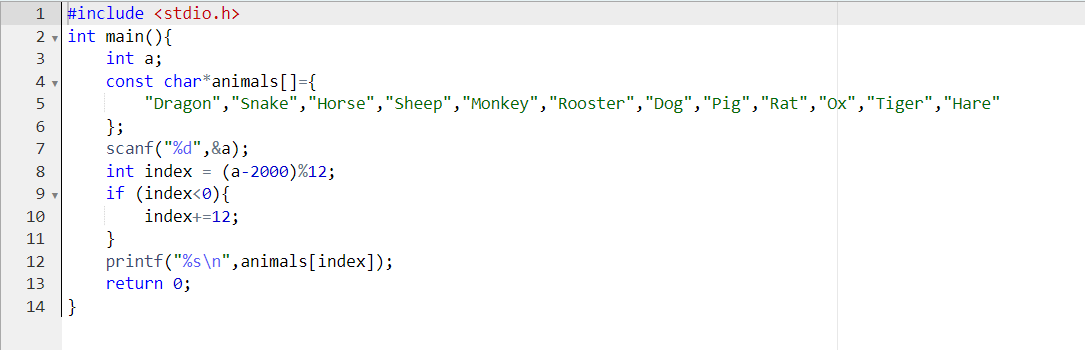 1 #include <stdio.h>
2 int main(){
3     int a;
4     const char*animals[]={
5         "Dragon","Snake","Horse","Sheep","Monkey","Rooster","Dog","Pig","Rat","Ox","Tiger","Hare"
6     };
7     scanf("%d",&a);
8     int index = (a-2000)%12;
9     if (index<0){
10         index+=12;
11     }
12     printf("%s\n",animals[index]);
13     return 0;
14 }